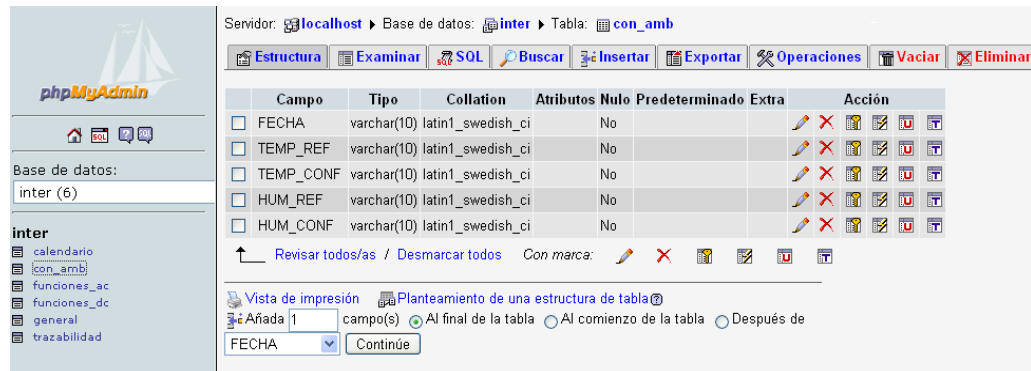 Servidor: localhost ▸ Base de datos: inter ▸ Tabla: con_amb
Estructura Examinar SQL Buscar Insertar Exportar Operaciones Vaciar Eliminar
phpMyAdmin
SQL ? SQL
Base de datos:
inter (6)
inter
calendario
con_amb
funciones_ac
funciones_dc
general
trazabilidad
Campo Tipo Collation Atributos Nulo Predeterminado Extra Acción
FECHA varchar(10) latin1_swedish_ci No
TEMP_REF varchar(10) latin1_swedish_ci No
TEMP_CONF varchar(10) latin1_swedish_ci No
HUM_REF varchar(10) latin1_swedish_ci No
HUM_CONF varchar(10) latin1_swedish_ci No
Revisar todos/as / Desmarcar todos Con marca:
Vista de impresión Planteamiento de una estructura de tabla
Añada 1 campo(s) Al final de la tabla Al comienzo de la tabla Después de
FECHA Continúe